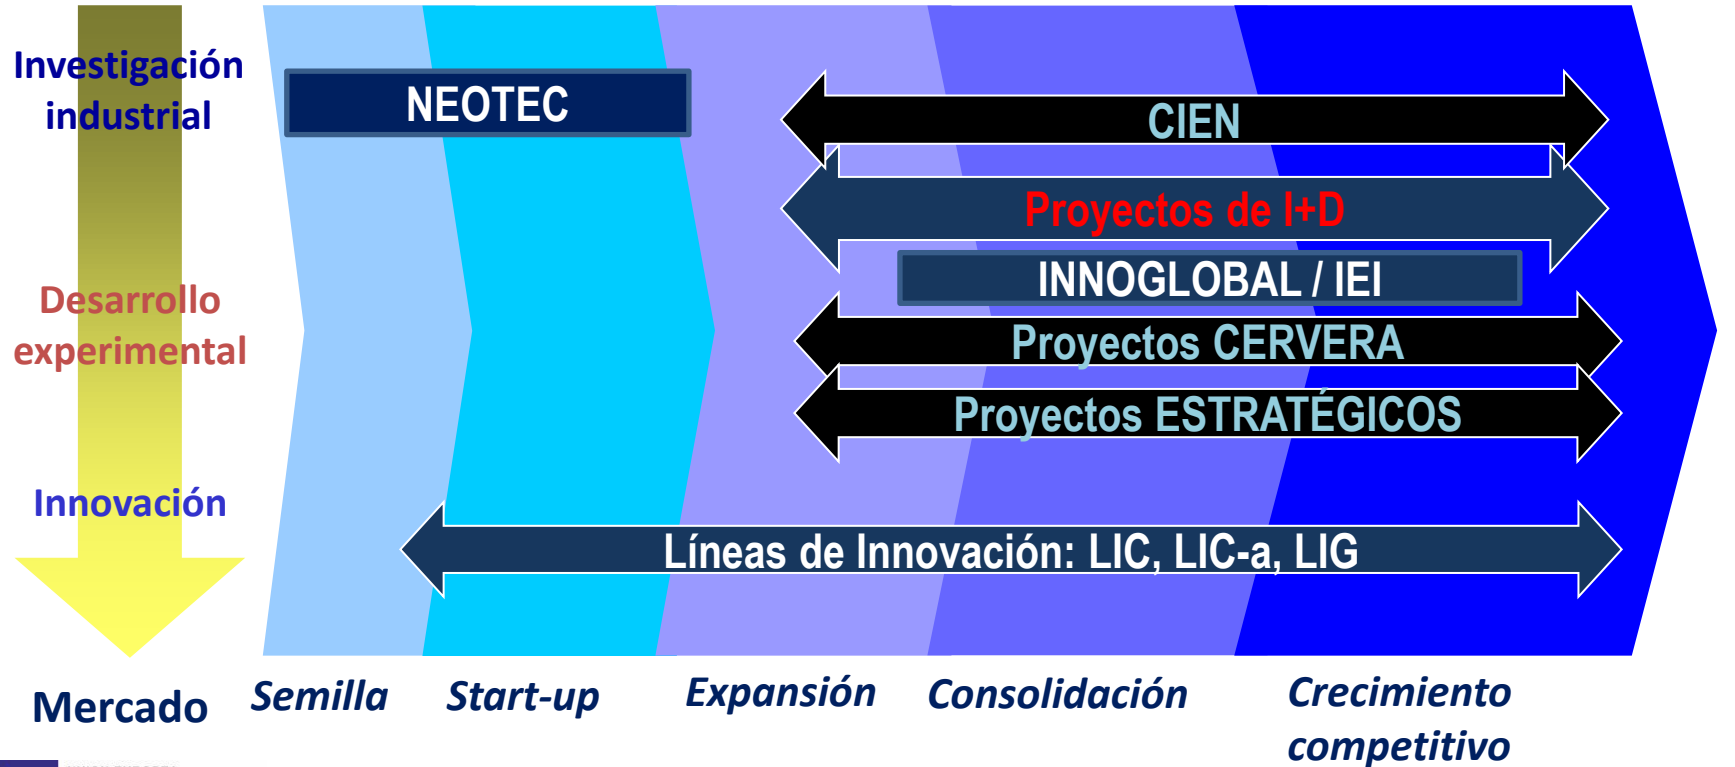 Investigación
industrial
NEOTEC
CIEN
Proyectos de I+D
INNOGLOBAL / IEI
Desarrollo
experimental
Proyectos CERVERA
Proyectos ESTRATÉGICOS
Innovación
Líneas de Innovación: LIC, LIC-a, LIG
Mercado
Semilla
Start-up
Expansión
Consolidación
Crecimiento
competitivo